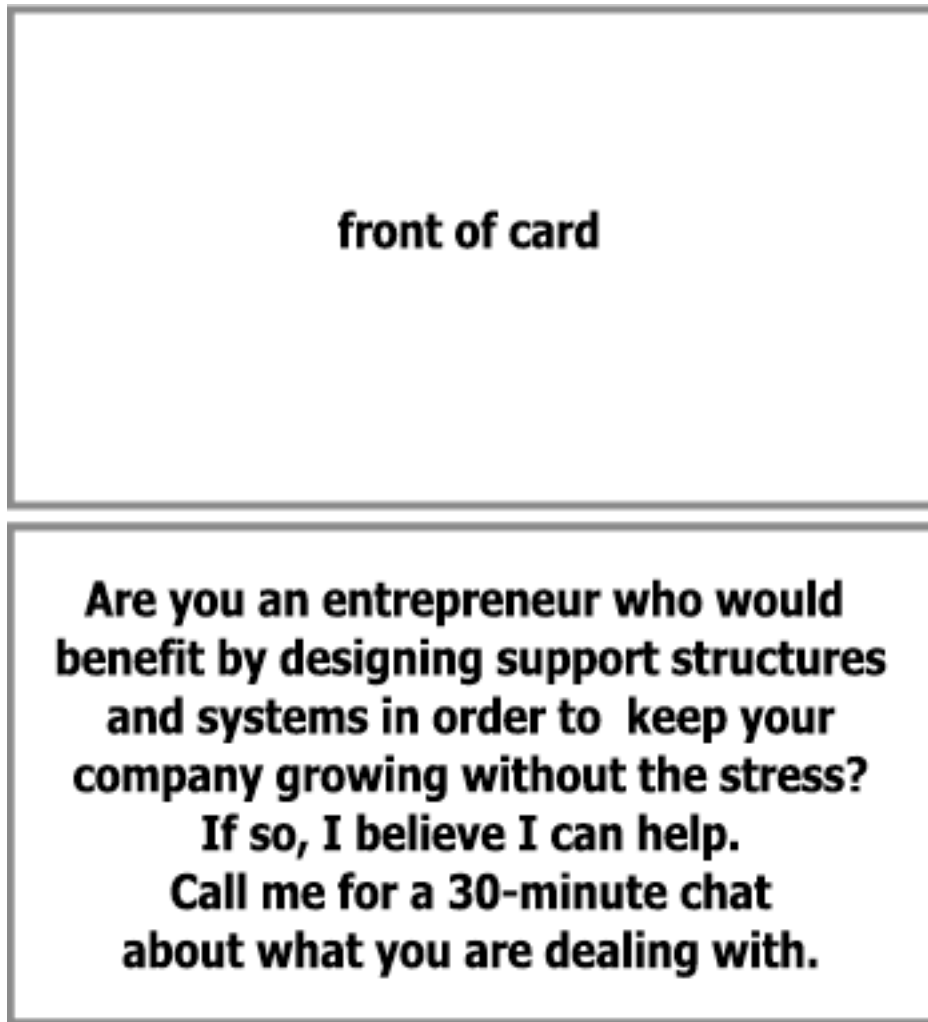 front of card
Are you an entrepreneur who would
benefit by designing support structures
and systems in order to  keep your
company growing without the stress?
If so, I believe I can help.
Call me for a 30-minute chat
about what you are dealing with.